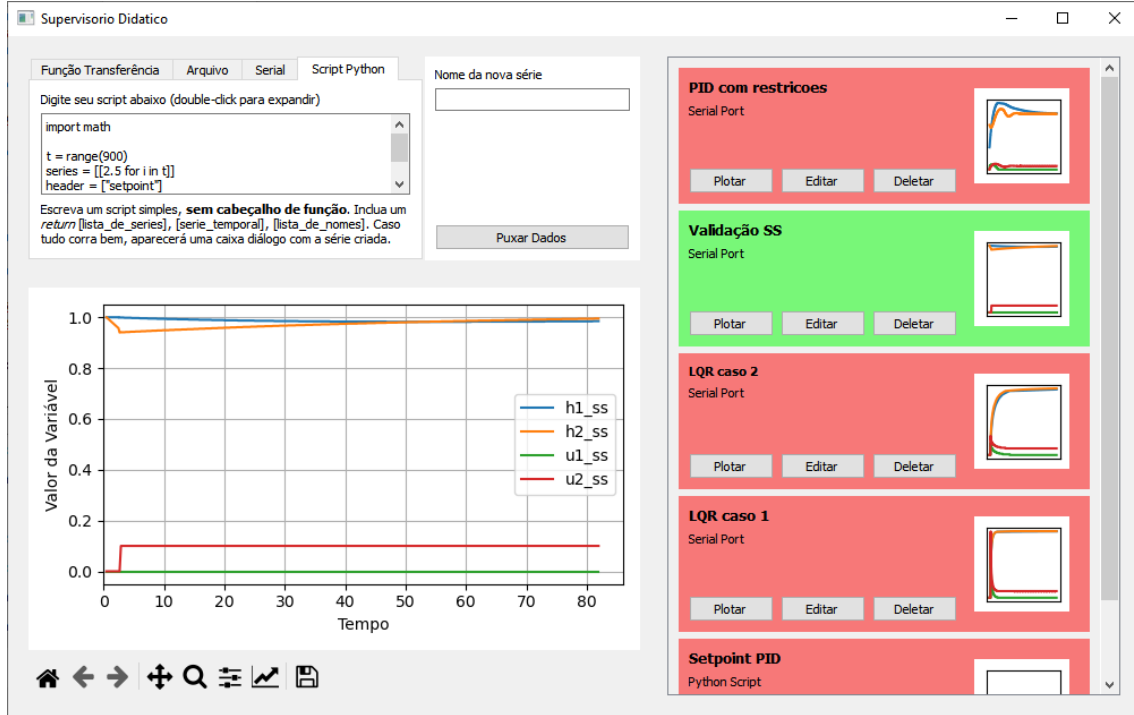 Supervisorio Didatico
Função Transferência
Arquivo
Serial
Script Python
Digite seu script abaixo (double-click para expandir)
import math
t = range(900)
series = [[2.5 for i in t]]
header = ["setpoint"]
Escreva um script simples, sem cabeçalho de função. Inclua um
return [lista_de_series], [serie_temporal], [lista_de_nomes]. Caso
tudo corra bem, aparecerá uma caixa diálogo com a série criada.
Nome da nova série
Puxar Dados
Valor da Variável
1.0
0.8
0.6
0.4
0.2
0.0
0 10 20 30 40 50 60 70 80
Tempo
h1_ss
h2_ss
u1_ss
u2_ss
PID com restricoes
Serial Port
Plotar Editar Deletar
Validação SS
Serial Port
Plotar Editar Deletar
LQR caso 2
Serial Port
Plotar Editar Deletar
LQR caso 1
Serial Port
Plotar Editar Deletar
Setpoint PID
Python Script